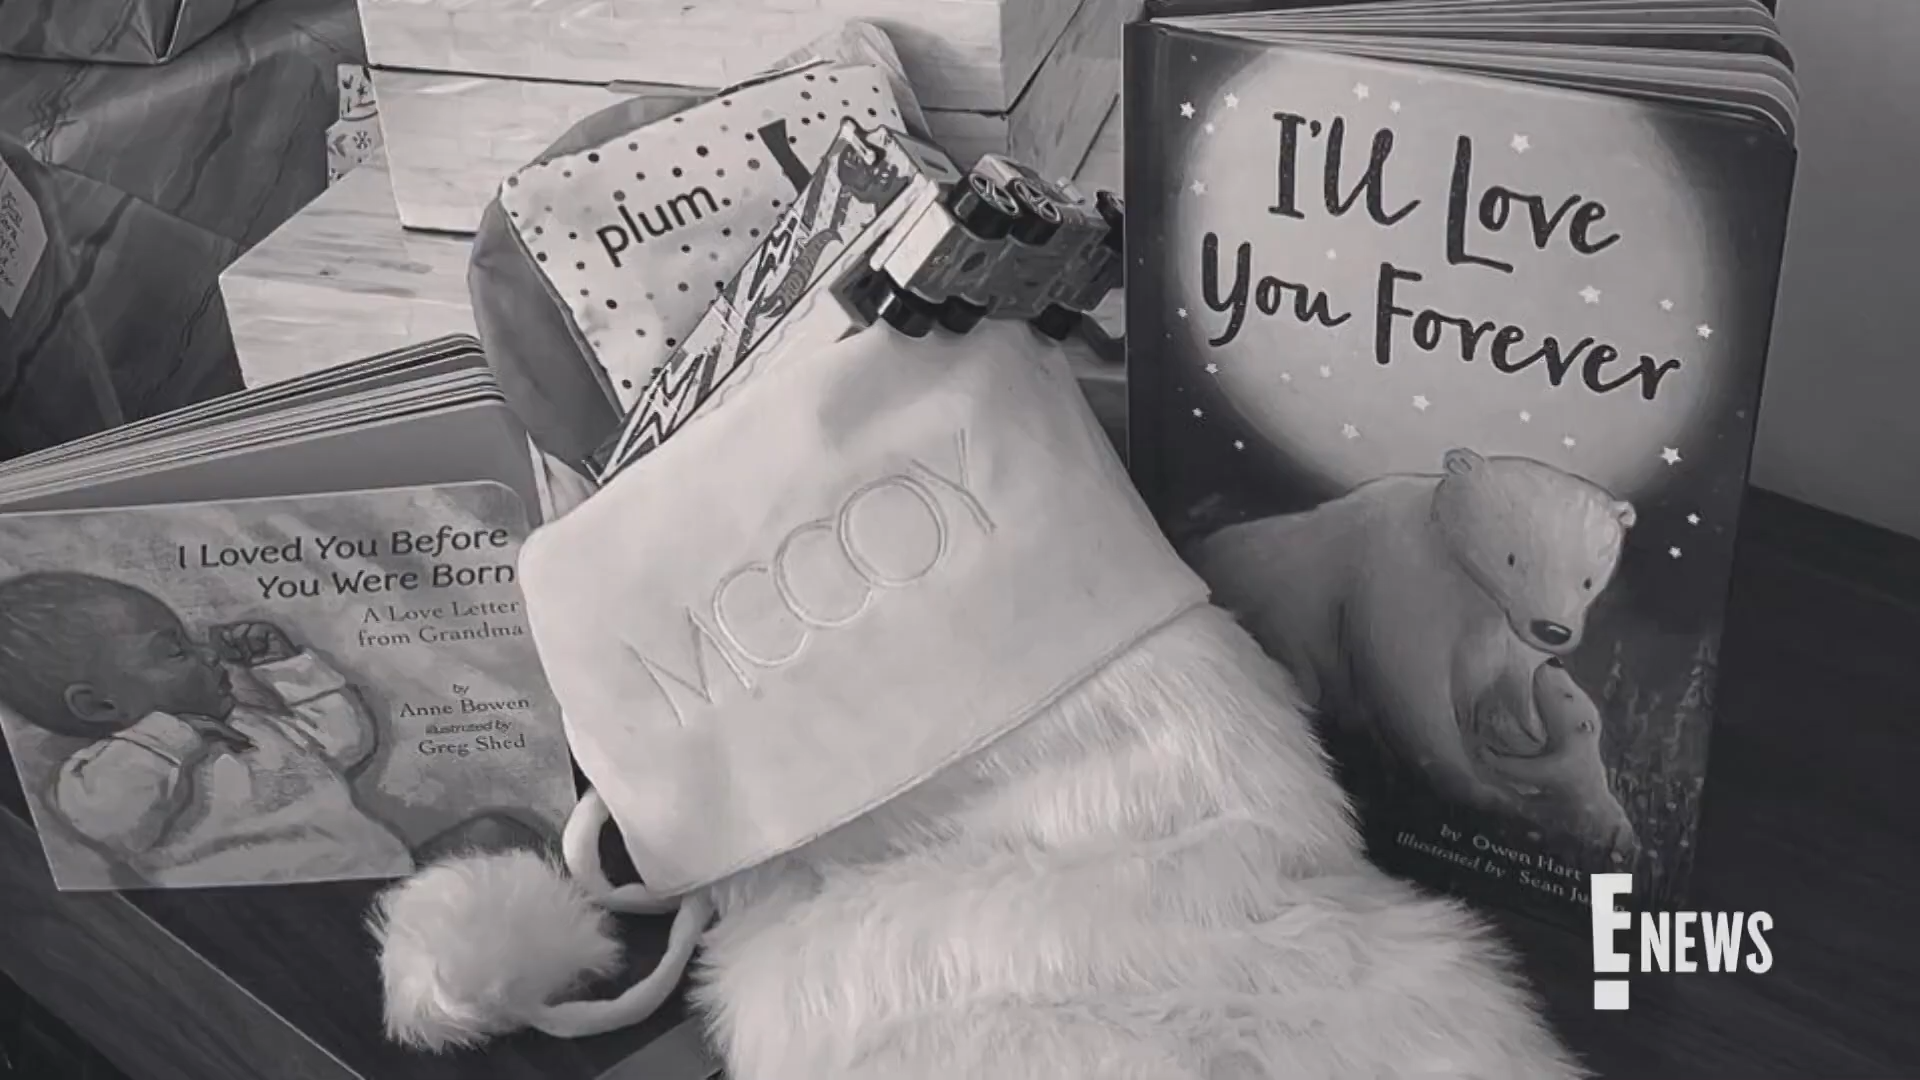 plum.
I'll Love
You Forever
MCCOY
I Loved You Before
You Were Born
A Love Letter
from Grandma
by
Anne Bowen
illustrated by
Greg Shed
by Owen Hart
Illustrated by Sean
E NEWS